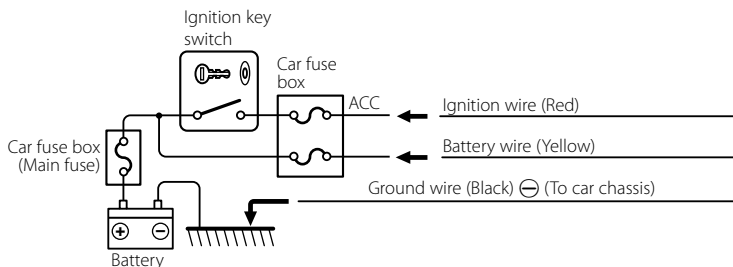 Ignition key
switch
Car fuse
box
ACC
Ignition wire (Red)
Car fuse box
(Main fuse)
Battery wire (Yellow)
Ground wire (Black) ⊖ (To car chassis)
+ −
Battery